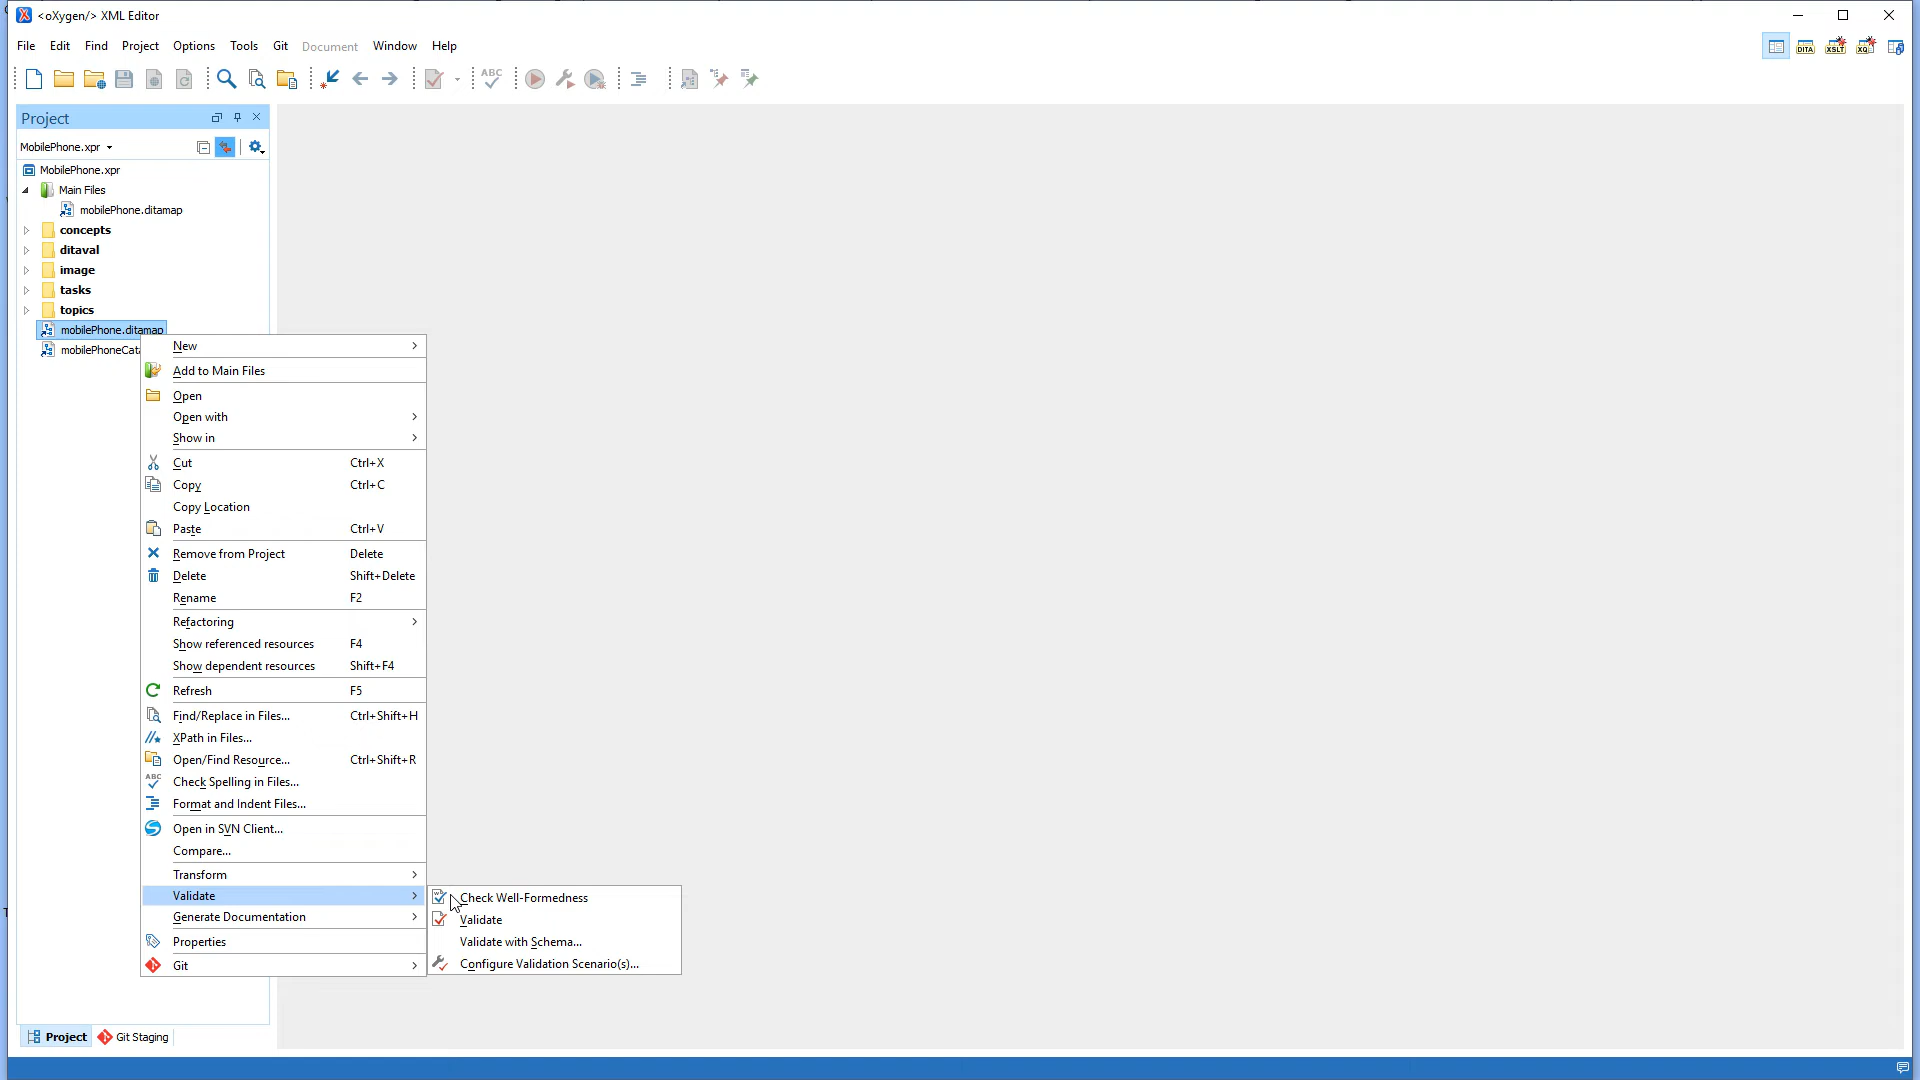 <oXygen/> XML Editor
File Edit Find Project Options Tools Git Document Window Help
DITA XSLT XQ
ABC
Project
MobilePhone.xpr
MobilePhone.xpr
Main Files
mobilePhone.ditamap
concepts
ditaval
image
tasks
topics
mobilePhone.ditamap
mobilePhoneCata
New
Add to Main Files
Open
Open with
Show in
Cut Ctrl+X
Copy Ctrl+C
Copy Location
Paste Ctrl+V
Remove from Project Delete
Delete Shift+Delete
Rename F2
Refactoring
Show referenced resources F4
Show dependent resources Shift+F4
Refresh F5
Find/Replace in Files... Ctrl+Shift+H
XPath in Files...
Open/Find Resource... Ctrl+Shift+R
ABC Check Spelling in Files...
Format and Indent Files...
Open in SVN Client...
Compare...
Transform
Validate
Generate Documentation
Properties
Git
Check Well-Formedness
Validate
Validate with Schema...
Configure Validation Scenario(s)...
Project Git Staging